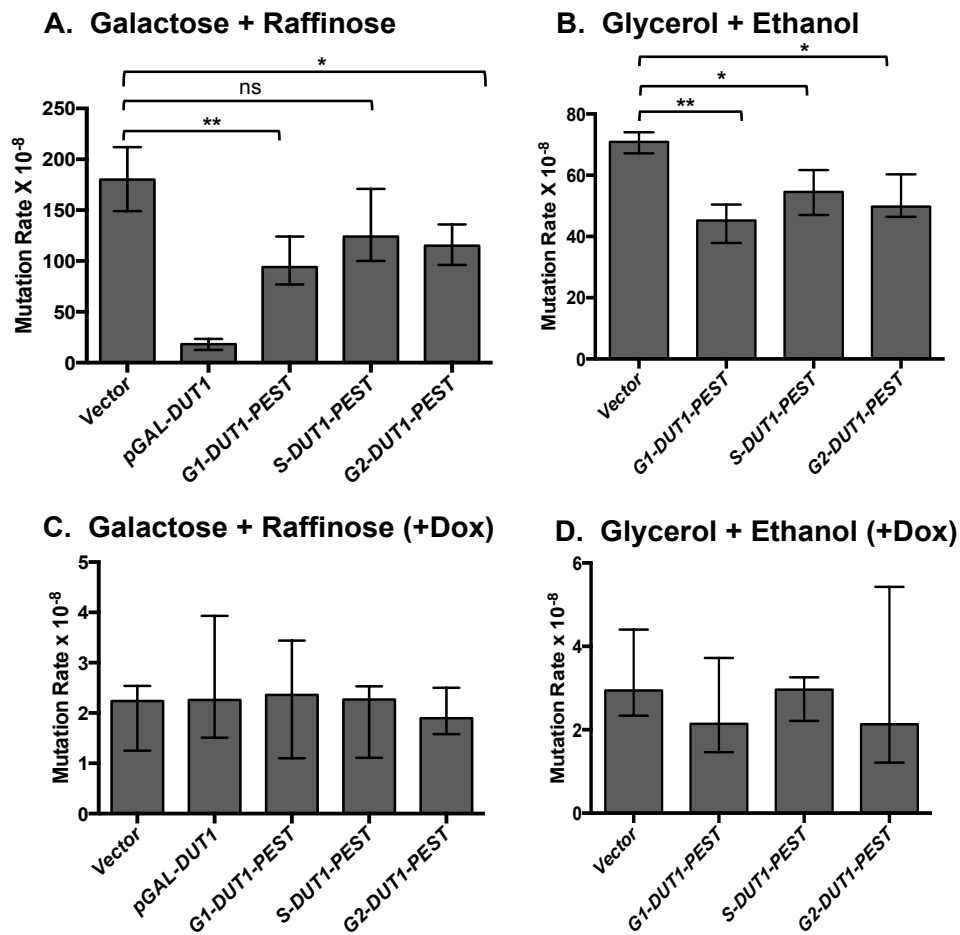 A. Galactose + Raffinose
*
ns
**
Mutation Rate X 10-8
250
200
150
100
50
0
Vector
pGAL-DUT1
G1-DUT1-PEST
S-DUT1-PEST
G2-DUT1-PEST
B. Glycerol + Ethanol
*
*
**
Mutation Rate X 10-8
80
60
40
20
0
Vector
G1-DUT1-PEST
S-DUT1-PEST
G2-DUT1-PEST
C. Galactose + Raffinose (+Dox)
Mutation Rate x 10-8
5
4
3
2
1
0
Vector
pGAL-DUT1
G1-DUT1-PEST
S-DUT1-PEST
G2-DUT1-PEST
D. Glycerol + Ethanol (+Dox)
Mutation Rate x 10-8
6
4
2
0
Vector
G1-DUT1-PEST
S-DUT1-PEST
G2-DUT1-PEST